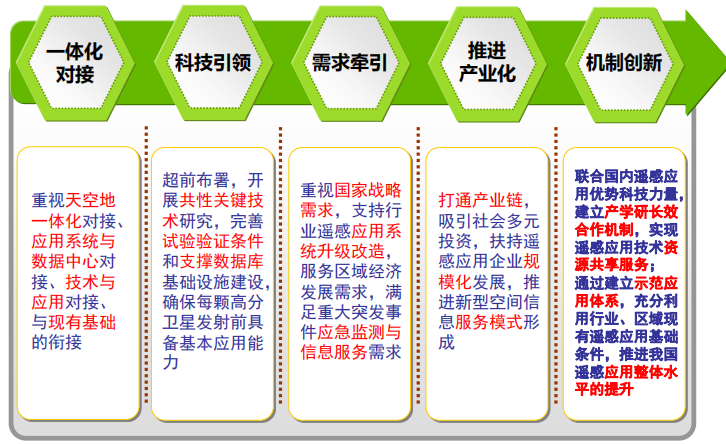 一体化
对接
科技引领
需求牵引
推进
产业化
机制创新
重视天空地
一体化对接、
应用系统与
数据中心对
接、技术与
应用对接、
与现有基础
的衔接
超前布署，开
展共性关键技
术研究，完善
试验验证条件
和支撑数据库
基础设施建设，
确保每颗高分
卫星发射前具
备基本应用能
力
重视国家战略
需求，支持行
业遥感应用系
统升级改造，
服务区域经济
发展需求，满
足重大突发事
件应急监测与
信息服务需求
打通产业链，
吸引社会多元
投资，扶持遥
感应用企业规
模化发展，推
进新型空间信
息服务模式形
成
联合国内遥感应
用优势科技力量，
建立产学研长效
合作机制，实现
遥感应用技术资
源共享服务；
通过建立示范应
用体系，充分利
用行业、区域现
有遥感应用基础
条件，推进我国
遥感应用整体水
平的提升